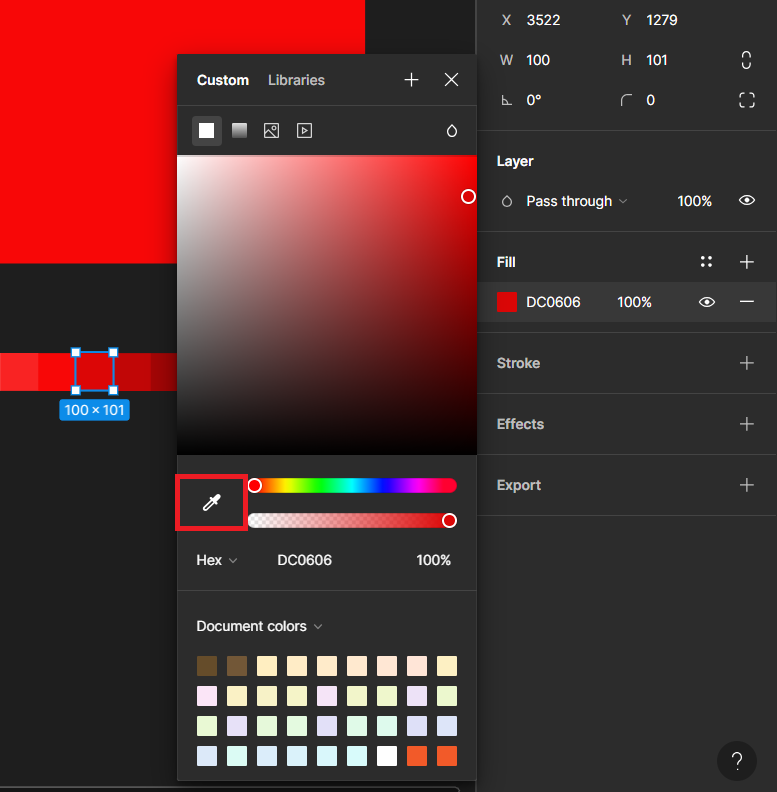 X 3522 Y 1279
W 100 H 101
0° 0
Custom Libraries
Layer
Pass through 100%
Fill
DC0606 100%
Stroke
Effects
Export
100 × 101
Hex DC0606 100%
Document colors
?